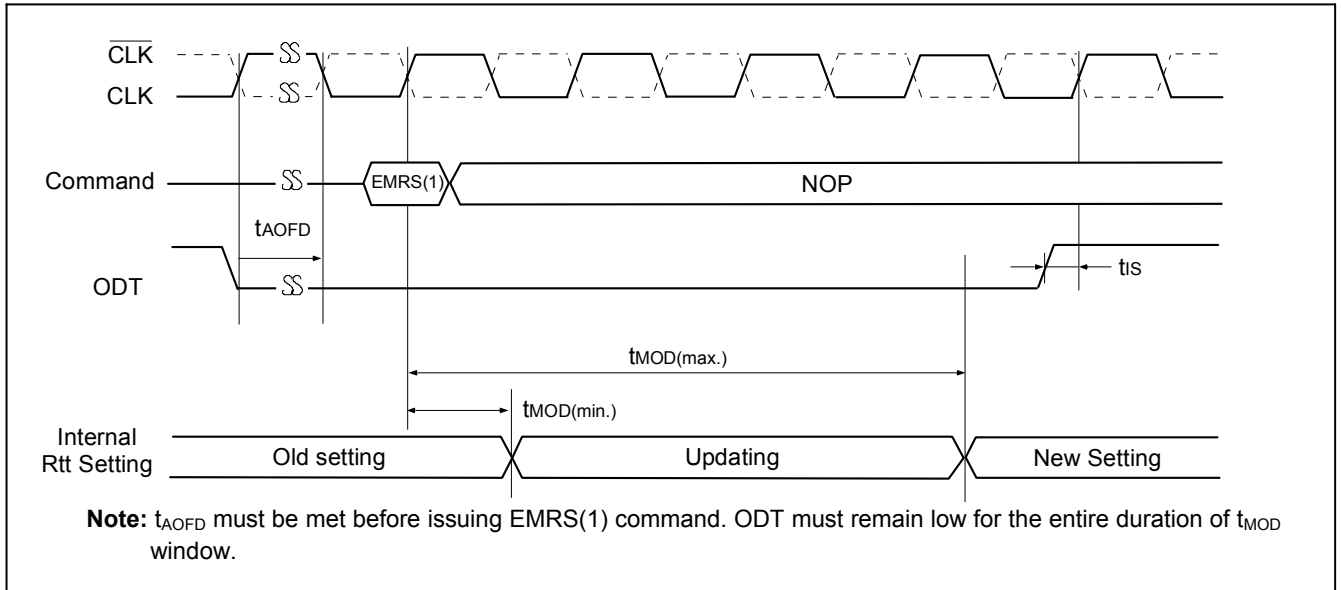 CLK
CLK
Command
EMRS(1)
NOP
tAOFD
ODT
tIS
tMOD(max.)
tMOD(min.)
Internal
Rtt Setting
Old setting
Updating
New Setting
Note: tAOFD must be met before issuing EMRS(1) command. ODT must remain low for the entire duration of tMOD
window.